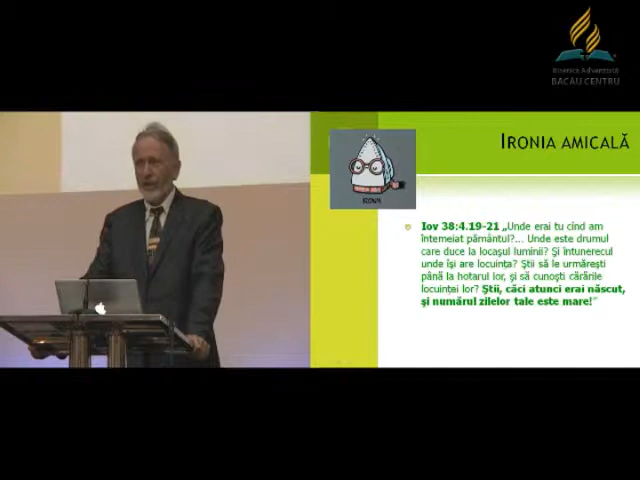 Biserica Adventistă
BACĂU CENTRU
IRONIA AMICALĂ
Iov 38:4.19-21 „Unde erai tu cînd am
întemeiat pământul?... Unde este drumul
care duce la locașul luminii? Și întunerecul
unde își are locuința? Știi să le urmărești
până la hotarul lor, și să cunoști cărările
locuinței lor? Știi, căci atunci erai născut,
și numărul zilelor tale este mare!”